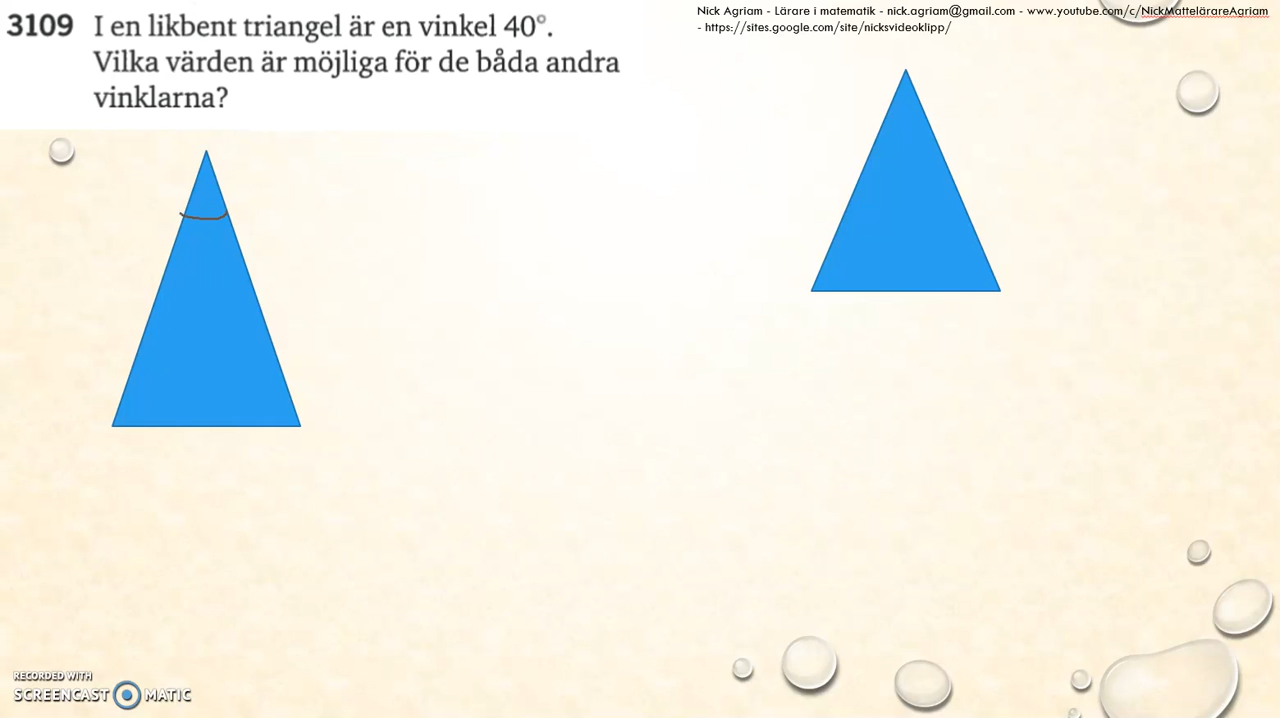 3109 I en likbent triangel är en vinkel 40°.
Vilka värden är möjliga för de båda andra
vinklarna?
Nick Agriam - Lärare i matematik - nick.agriam@gmail.com - www.youtube.com/c/NickMattelärareAgriam
- https://sites.google.com/site/nicksvideoklipp/
RECORDED WITH
SCREENCAST MATIC